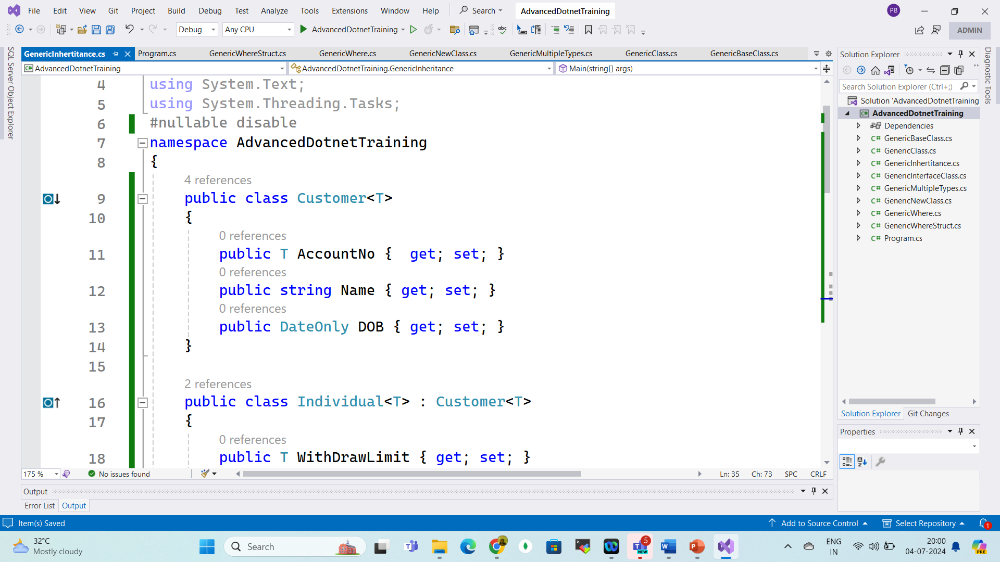 File Edit View Git Project Build Debug Test Analyze Tools Extensions Window Help Search AdvancedDotnetTraining PB
Debug Any CPU AdvancedDotnetTraining abc ADMIN
GenericInhertitance.cs Program.cs GenericWhereStruct.cs GenericWhere.cs GenericNewClass.cs GenericMultipleTypes.cs GenericClass.cs GenericBaseClass.cs
AdvancedDotnetTraining AdvancedDotnetTraining.GenericInheritance Main(string[] args)
SQL Server Object Explorer
4 using System.Text;
5 using System.Threading.Tasks;
6 #nullable disable
7 namespace AdvancedDotnetTraining
8 {
4 references
9 public class Customer<T>
10 {
0 references
11 public T AccountNo {  get; set; }
0 references
12 public string Name { get; set; }
0 references
13 public DateOnly DOB { get; set; }
14 }
15
2 references
16 public class Individual<T> : Customer<T>
17 {
0 references
18 public T WithDrawLimit { get; set; }
175 % No issues found Ln: 35 Ch: 73 SPC CRLF
Output
Error List Output
Solution Explorer
Search Solution Explorer (Ctrl+;)
Solution 'AdvancedDotnetTraining
C# AdvancedDotnetTraining
Dependencies
C# GenericBaseClass.cs
C# GenericClass.cs
C# GenericInhertitance.cs
C# GenericInterfaceClass.cs
C# GenericMultipleTypes.cs
C# GenericNewClass.cs
C# GenericWhere.cs
C# GenericWhereStruct.cs
C# Program.cs
Solution Explorer Git Changes
Properties
Diagnostic Tools
Item(s) Saved Add to Source Control Select Repository 1
32°C
Mostly cloudy
Search
5
NEW
ENG
IN
20:00
04-07-2024
PRE